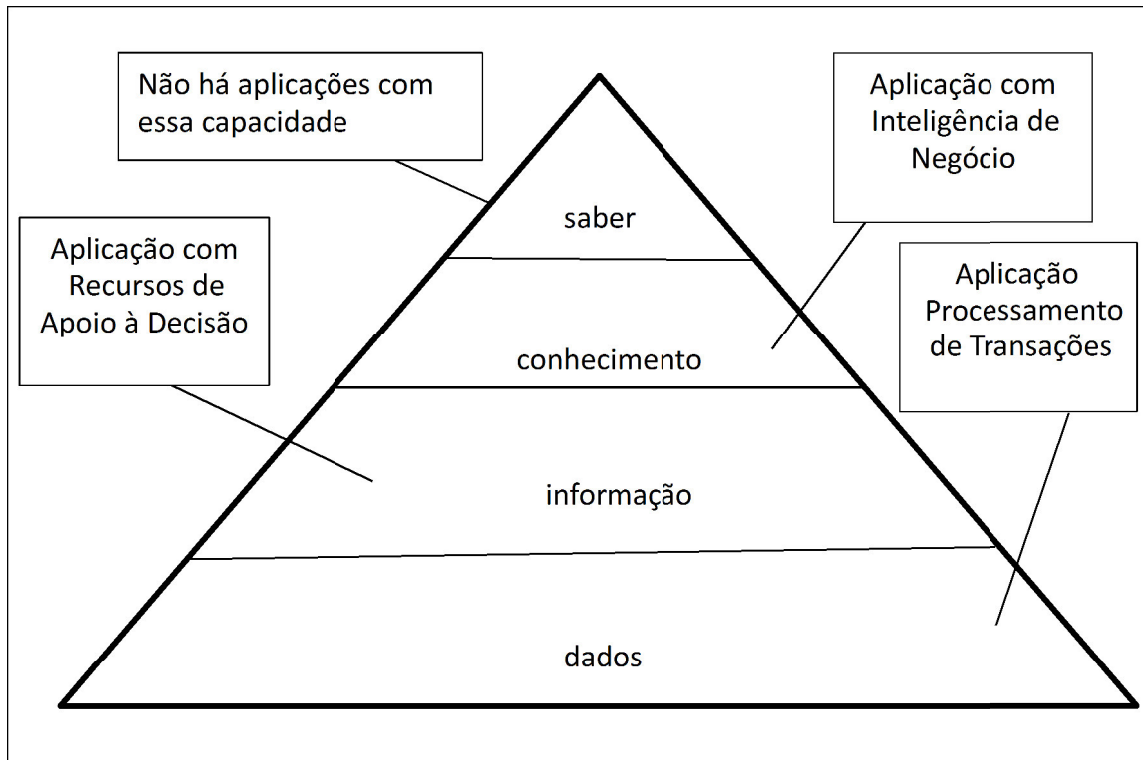 Não há aplicações com
essa capacidade
Aplicação com
Inteligência de
Negócio
saber
Aplicação com
Recursos de
Apoio à Decisão
Aplicação
Processamento
de Transações
conhecimento
informação
dados